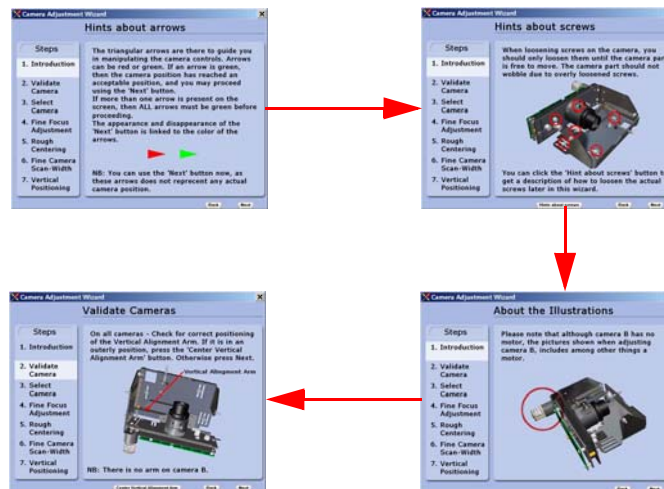 Camera Adjustment Wizard
Hints about arrows
Steps
1. Introduction
2. Validate
Camera
3. Select
Camera
4. Fine Focus
Adjustment
5. Rough
Centering
6. Fine Camera
Scan-Width
7. Vertical
Positioning
The triangular arrows are there to guide you
in manipulating the camera controls. Arrows
can be red or green. If an arrow is green,
then the camera position has reached an
acceptable position, and you may proceed
using the 'Next' button.
If more than one arrow is present on the
screen, then ALL arrows must be green before
proceeding.
The appearance and disappearance of the
'Next' button is linked to the color of the
arrows.
NB: You can use the 'Next' button now, as
these arrows does not reprecent any actual
camera position.
Back Next
Camera Adjustment Wizard
Hints about screws
Steps
1. Introduction
2. Validate
Camera
3. Select
Camera
4. Fine Focus
Adjustment
5. Rough
Centering
6. Fine Camera
Scan-Width
7. Vertical
Positioning
When loosening screws on the camera, you
should only loosen them until the camera part
is free to move. The camera part should not
wobble due to overly loosened screws.
You can click the 'Hint about screws' button to
get a description of how to loosen the actual
screws later in this wizard.
Hints about screws Back Next
Camera Adjustment Wizard
Validate Cameras
Steps
1. Introduction
2. Validate
Camera
3. Select
Camera
4. Fine Focus
Adjustment
5. Rough
Centering
6. Fine Camera
Scan-Width
7. Vertical
Positioning
On all cameras - Check for correct positioning
of the Vertical Alignment Arm. If it is in an
outerly position, press the 'Center Vertical
Alignment Arm' button. Otherwise press Next.
Vertical Alingment Arm
NB: There is no arm on camera B.
Center Vertical Alignment Arm Back Next
Camera Adjustment Wizard
About the Illustrations
Steps
1. Introduction
2. Validate
Camera
3. Select
Camera
4. Fine Focus
Adjustment
5. Rough
Centering
6. Fine Camera
Scan-Width
7. Vertical
Positioning
Please note that although camera B has no
motor, the pictures shown when adjusting
camera B, includes among other things a
motor.
Back Next